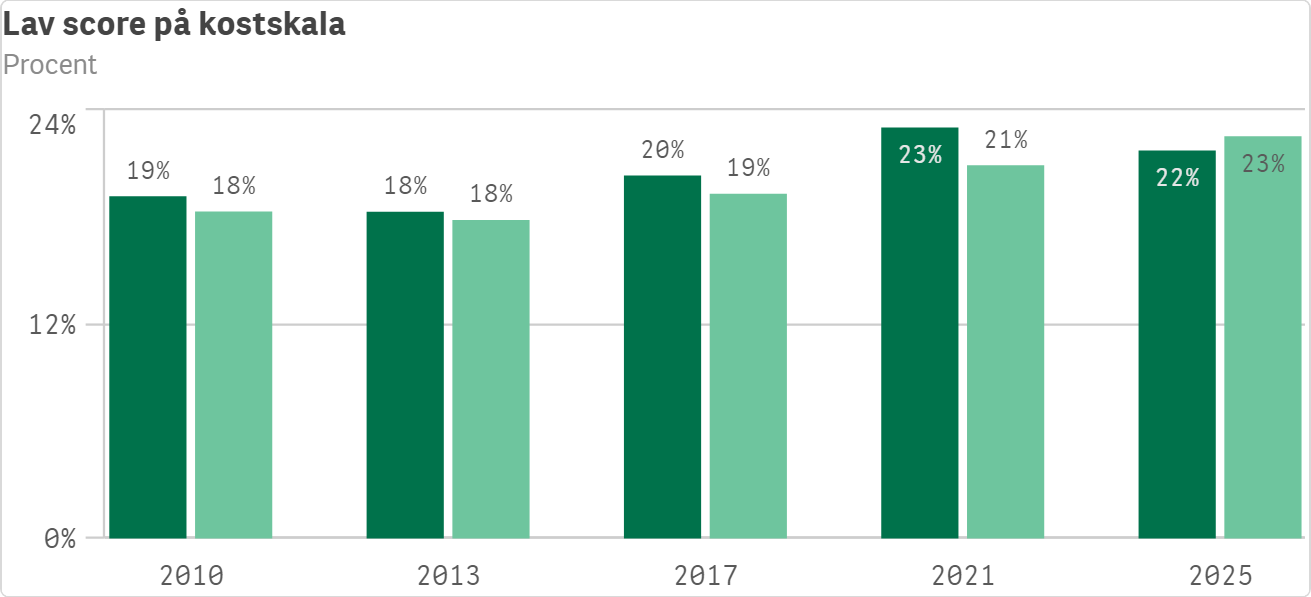 Lav score på kostskala
Procent
24%
12%
0%
19% 18% 18% 18% 20% 19% 23% 21% 22% 23%
2010 2013 2017 2021 2025